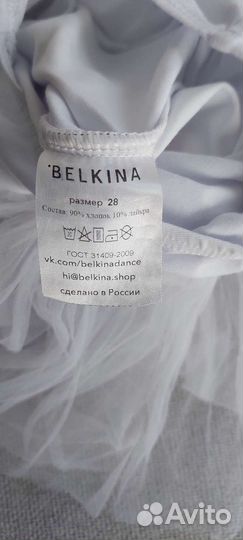 BELKINA
размер 28
Состав: 90% хлопок 10% лайкра
ГОСТ 31409-2009
vk.com/belkinadance
hi@belkina.shop
сделано в России
Avito